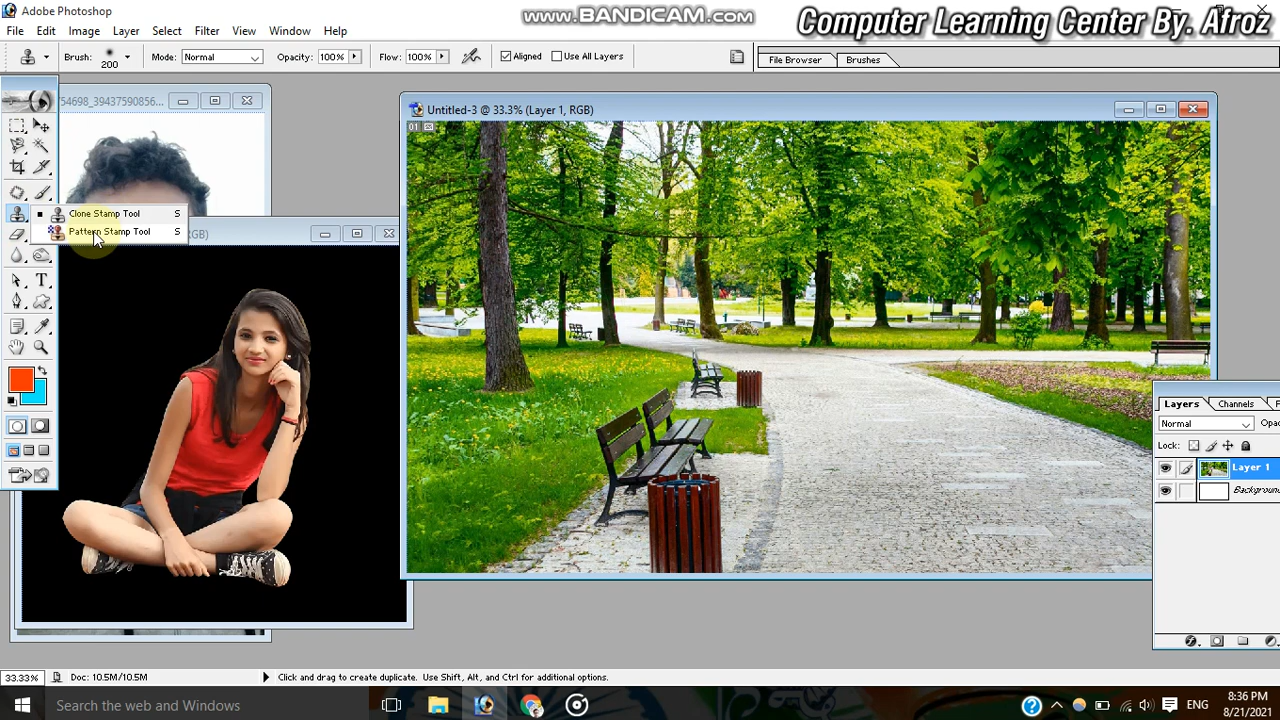 Adobe Photoshop
www.BANDICAM.com
Computer Learning Center By. Afroz
File Edit Image Layer Select Filter View Window Help
Brush: 200 Mode: Normal Opacity: 100% Flow: 100% Aligned Use All Layers
File Browser Brushes
54698_39437590856...
Untitled-3 @ 33.3% (Layer 1, RGB)
01
Clone Stamp Tool S
Pattern Stamp Tool S
RGB)
T
Layers Channels
Normal Opac
Lock:
Layer 1
Background
33.33% Doc: 10.5M/10.5M Click and drag to create duplicate. Use Shift, Alt, and Ctrl for additional options.
Search the web and Windows
ENG
8:36 PM
8/21/2021